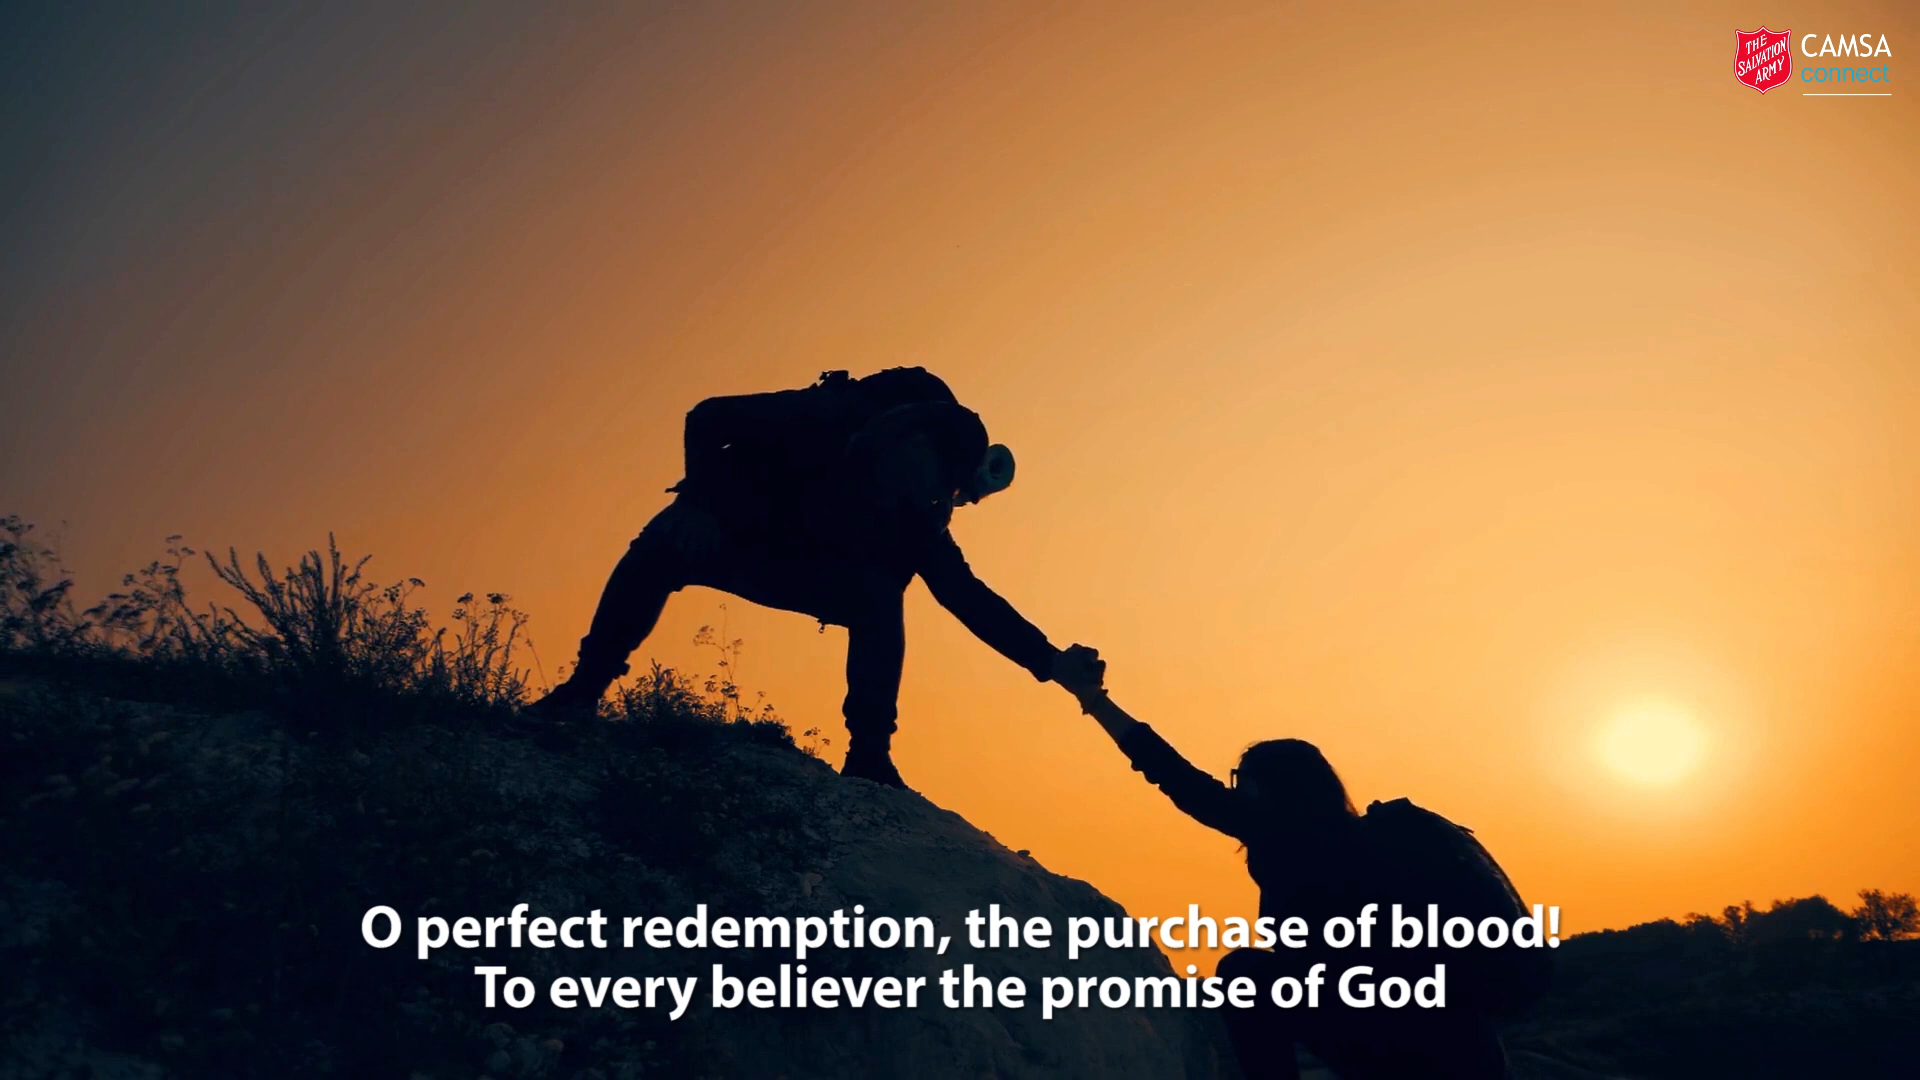 THE
SALVATION
ARMY
CAMSA
connect
O perfect redemption, the purchase of blood!
To every believer the promise of God